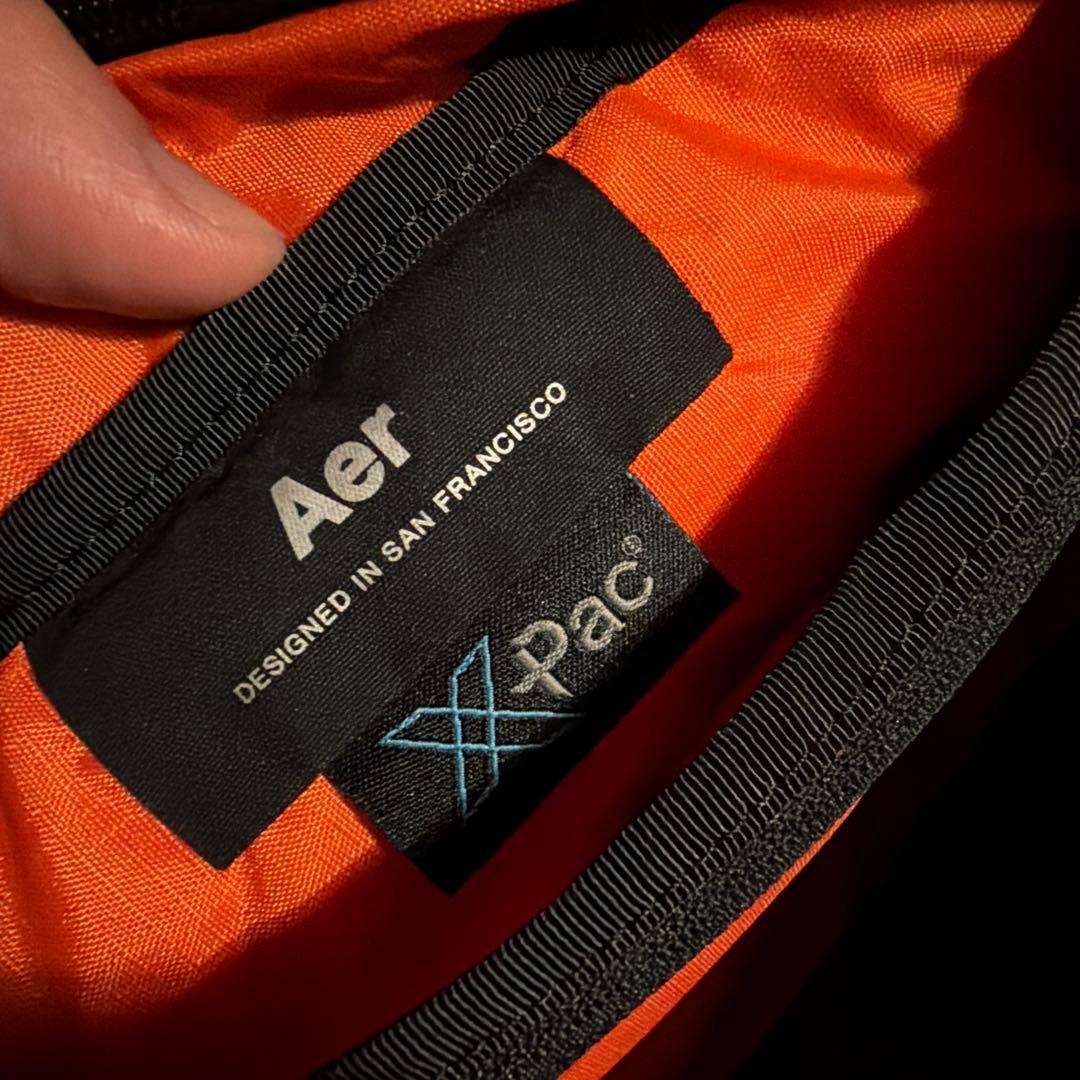 Aer
DESIGNED IN SAN FRANCISCO
X-Pac®